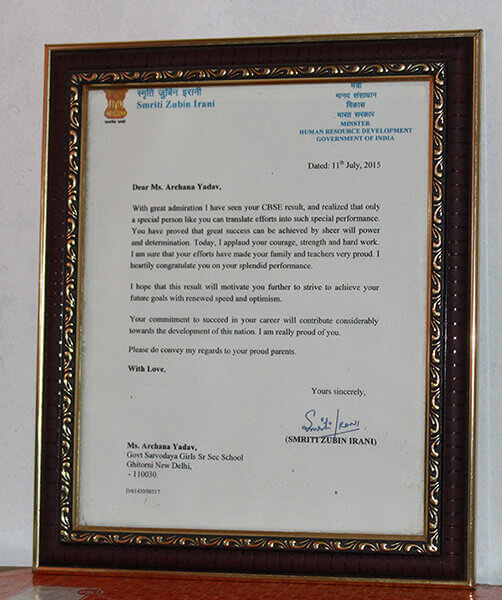 स्मृति ज़ुबिन इरानी
Smriti Zubin Irani
मंत्री
मानव संसाधन
विकास
भारत सरकार
MINSTER
HUMAN RESOURCE DEVELOPMENT
GOVERNMENT OF INDIA
Dated: 11th July, 2015
Dear Ms. Archana Yadav,
With great admiration I have seen your CBSE result, and realized that only
a special person like you can translate efforts into such special performance.
You have proved that great success can be achieved by sheer will power
and determination. Today, I applaud your courage, strength and hard work.
I am sure that your efforts have made your family and teachers very proud. I
heartily congratulate you on your splendid performance.
I hope that this result will motivate you further to strive to achieve your
future goals with renewed speed and optimism.
Your commitment to succeed in your career will contribute considerably
towards the development of this nation. I am really proud of you.
Please do convey my regards to your proud parents.
With Love,
Yours sincerely,
Smriti IRANI
(SMRITI ZUBIN IRANI)
Ms. Archana Yadav,
Govt Sarvodaya Girls Sr Sec School
Ghitorni New Delhi,
- 110030.
D/61430/00517